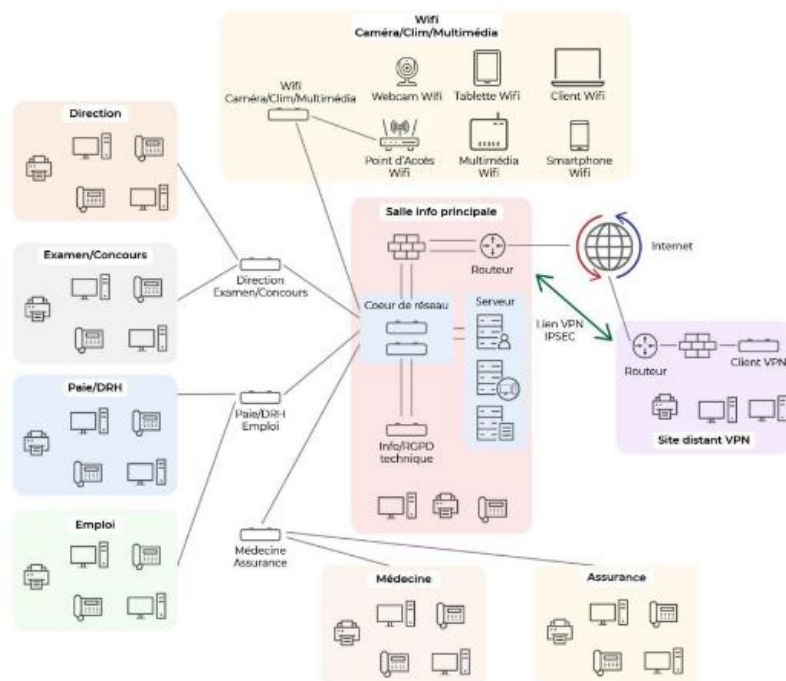 Wifi
Caméra/Clim/Multimédia
Wifi
Caméra/Clim/Multimédia
Webcam Wifi
Tablette Wifi
Client Wifi
Point d'Accès
Wifi
Multimédia
Wifi
Smartphone
Wifi
Direction
Examen/Concours
Direction
Examen/Concours
Paie/DRH
Paie/DRH
Emploi
Emploi
Salle info principale
Routeur
Coeur de réseau
Serveur
Info/RGPD
technique
Internet
Lien VPN
IPSEC
Routeur
Client VPN
Site distant VPN
Médecine
Assurance
Médecine
Assurance